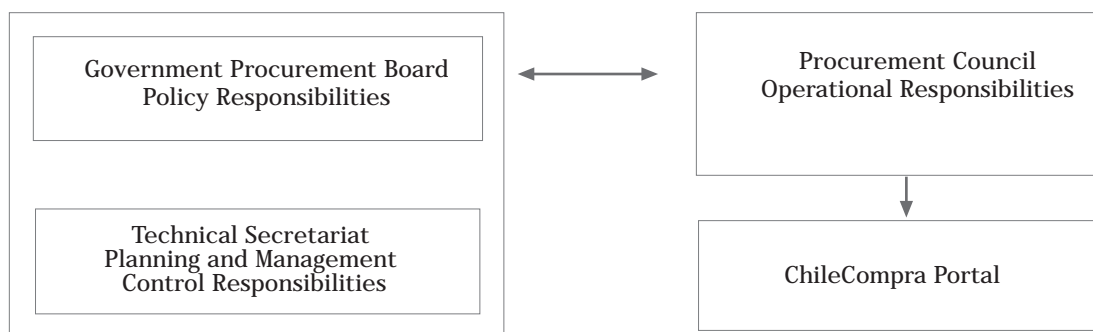 Government Procurement Board
Policy Responsibilities
Technical Secretariat
Planning and Management
Control Responsibilities
Procurement Council
Operational Responsibilities
ChileCompra Portal